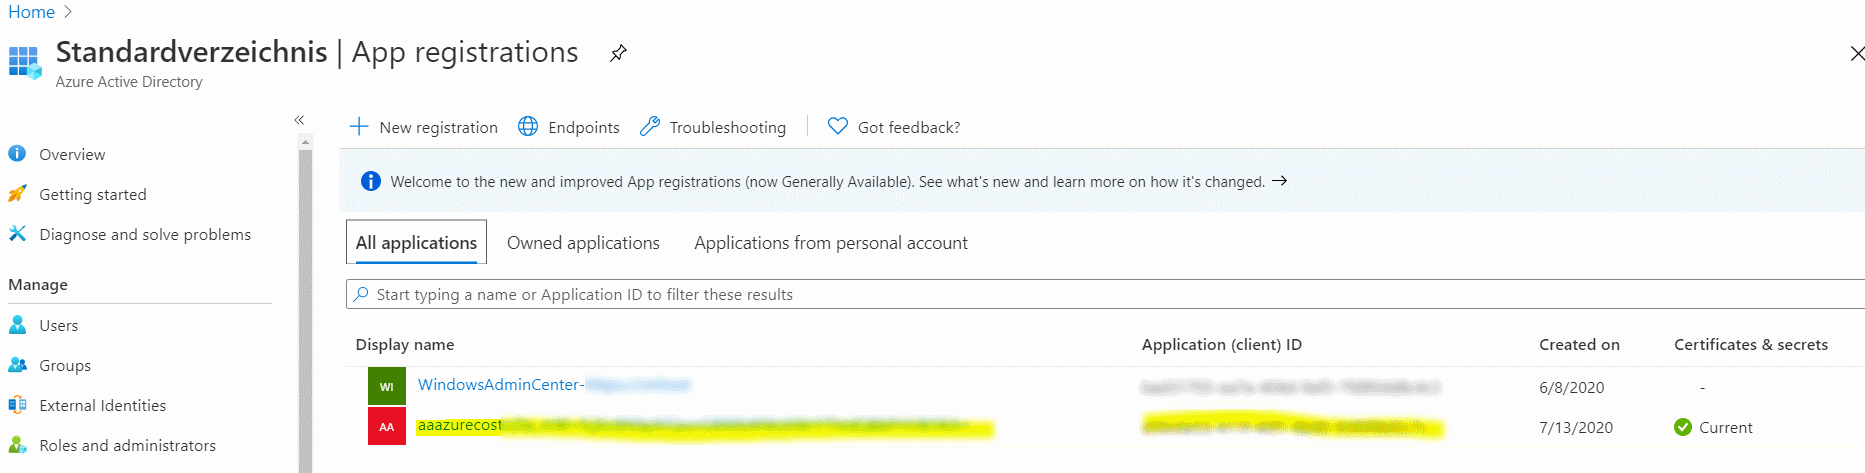 Home >
Standardverzeichnis | App registrations
Azure Active Directory
«
Overview
Getting started
Diagnose and solve problems
Manage
Users
Groups
External Identities
Roles and administrators
New registration Endpoints Troubleshooting Got feedback?
Welcome to the new and improved App registrations (now Generally Available). See what's new and learn more on how it's changed. →
All applications Owned applications Applications from personal account
Start typing a name or Application ID to filter these results
Display name Application (client) ID Created on Certificates & secrets
WI WindowsAdminCenter- 6/8/2020 -
AA aaazurecost 7/13/2020 Current